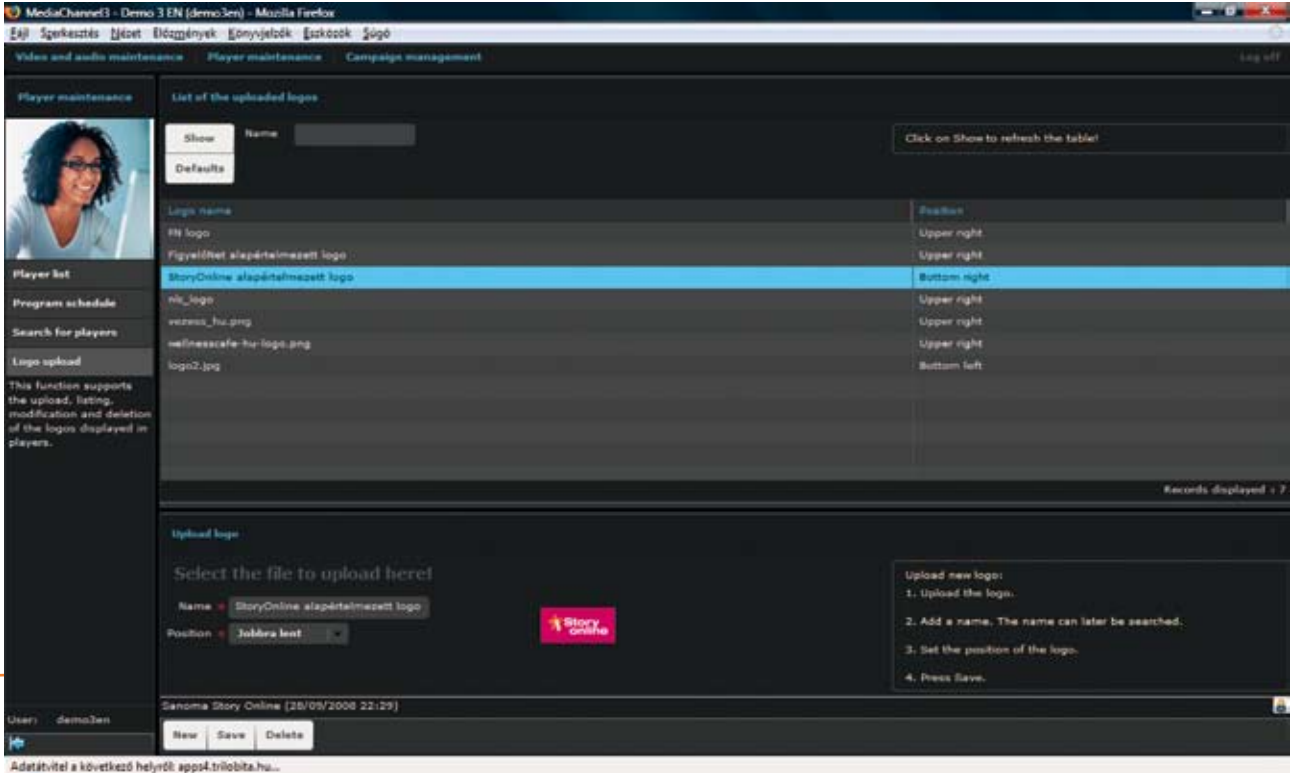 MediaChannel3 - Demo 3 EN (demo3en) - Mozilla Firefox
Fájl Szerkesztés Nézet Előzmények Könyvjelzők Eszközök Súgó
Video and audio maintenance Player maintenance Campaign management Log off
Player maintenance
List of the uploaded logos
Show
Name
Defaults
Click on Show to refresh the table!
Logo name Position
FN logo Upper right
FigyelőNet alapértelmezett logo Upper right
StoryOnline alapértelmezett logo Bottom right
nlc_logo Upper right
vezess_hu.png Upper right
wellnesscafe-hu-logo.png Upper right
logo2.jpg Bottom left
Records displayed : 7
Player list
Program schedule
Search for players
Logo upload
This function supports
the upload, listing,
modification and deletion
of the logos displayed in
players.
Upload logo
Select the file to upload here!
Name * StoryOnline alapértelmezett logo
Position * Jobbra lent
Story
online
Upload new logo:
1. Upload the logo.
2. Add a name. The name can later be searched.
3. Set the position of the logo.
4. Press Save.
Sanoma Story Online (28/09/2008 22:29)
User: demo3en
New Save Delete
Adatátvitel a következő helyről: apps4.trilobita.hu...